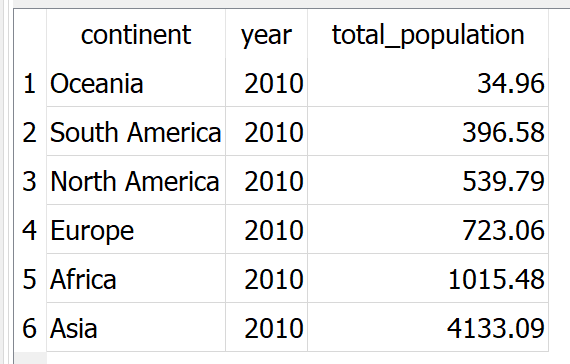 continent year total_population
1 Oceania 2010 34.96
2 South America 2010 396.58
3 North America 2010 539.79
4 Europe 2010 723.06
5 Africa 2010 1015.48
6 Asia 2010 4133.09